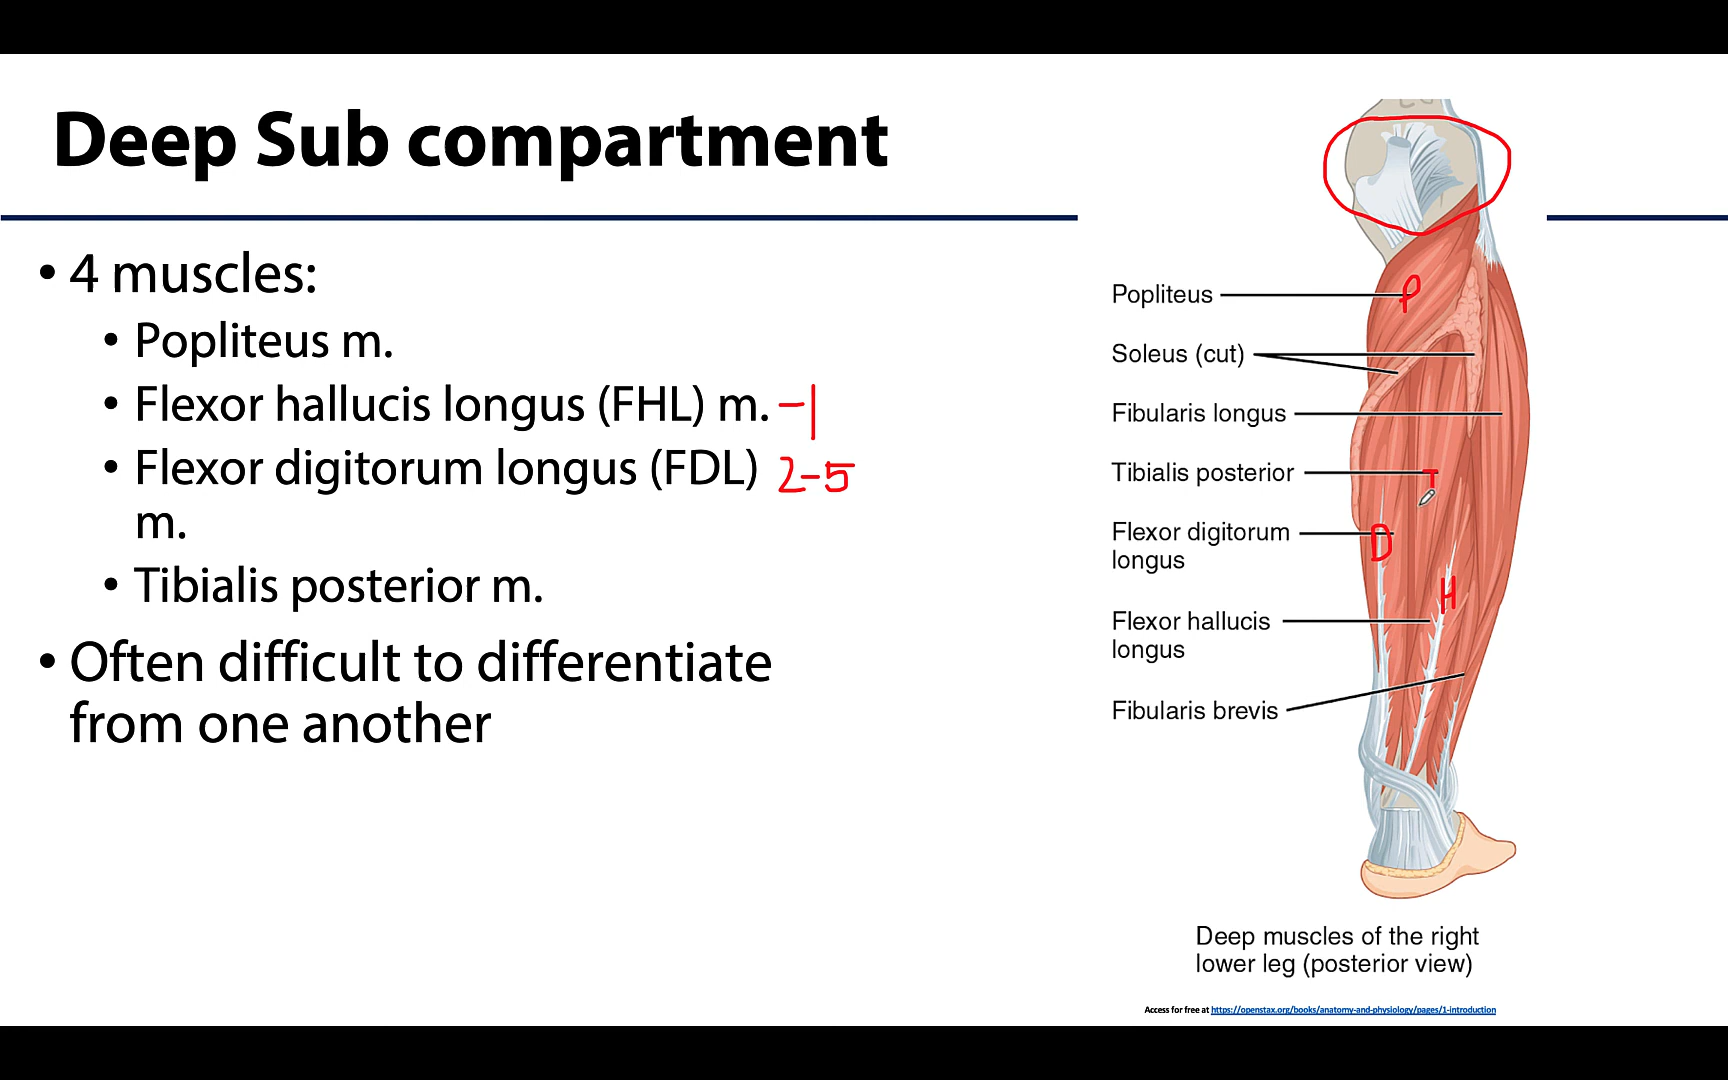 Deep Sub compartment
• 4 muscles:
• Popliteus m.
• Flexor hallucis longus (FHL) m. -1
• Flexor digitorum longus (FDL) 2-5
m.
• Tibialis posterior m.
• Often difficult to differentiate
from one another
Popliteus
P
Soleus (cut)
Fibularis longus
Tibialis posterior
T
Flexor digitorum
longus
D
H
Flexor hallucis
longus
Fibularis brevis
Deep muscles of the right
lower leg (posterior view)
Access for free at https://openstax.org/books/anatomy-and-physiology/pages/1-introduction